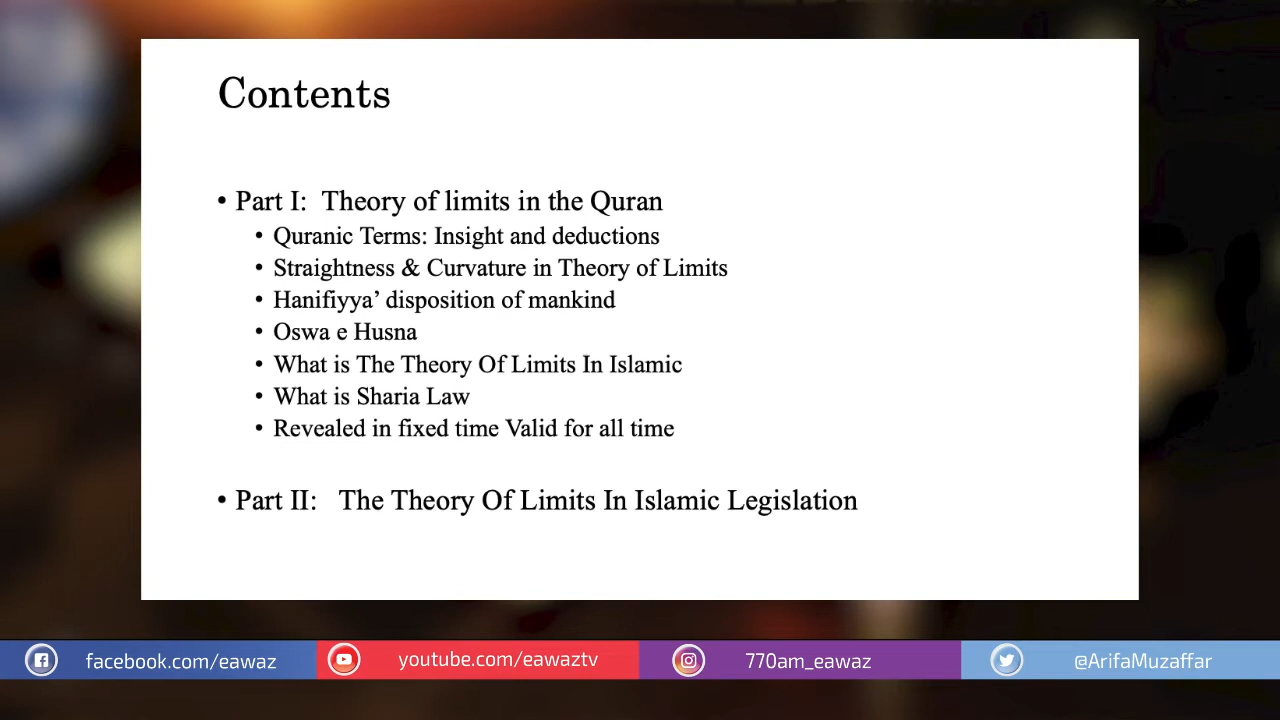 Contents
• Part I: Theory of limits in the Quran
• Quranic Terms: Insight and deductions
• Straightness & Curvature in Theory of Limits
• Hanifiyya’ disposition of mankind
• Oswa e Husna
• What is The Theory Of Limits In Islamic
• What is Sharia Law
• Revealed in fixed time Valid for all time
• Part II: The Theory Of Limits In Islamic Legislation
facebook.com/eawaz
youtube.com/eawaztv
770am_eawaz
@ArifaMuzaffar